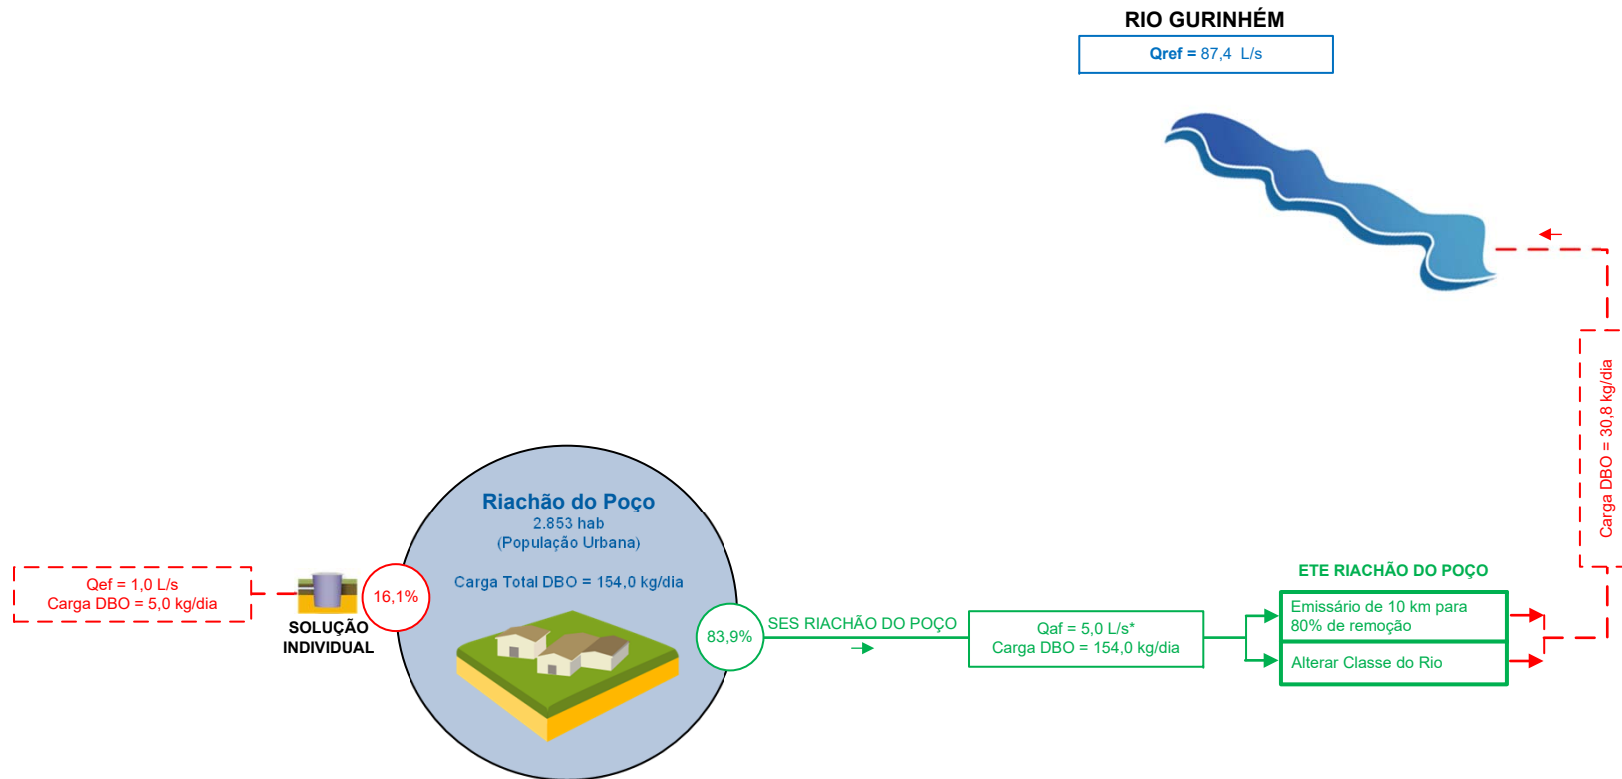 RIO GURINHÉM
Qref = 87,4 L/s
Carga DBO = 30,8 kg/dia
Riachão do Poço
2.853 hab
(População Urbana)
Carga Total DBO = 154,0 kg/dia
Qef = 1,0 L/s
Carga DBO = 5,0 kg/dia
SOLUÇÃO
INDIVIDUAL
16,1%
83,9%
SES RIACHÃO DO POÇO
Qaf = 5,0 L/s*
Carga DBO = 154,0 kg/dia
ETE RIACHÃO DO POÇO
Emissário de 10 km para
80% de remoção
Alterar Classe do Rio